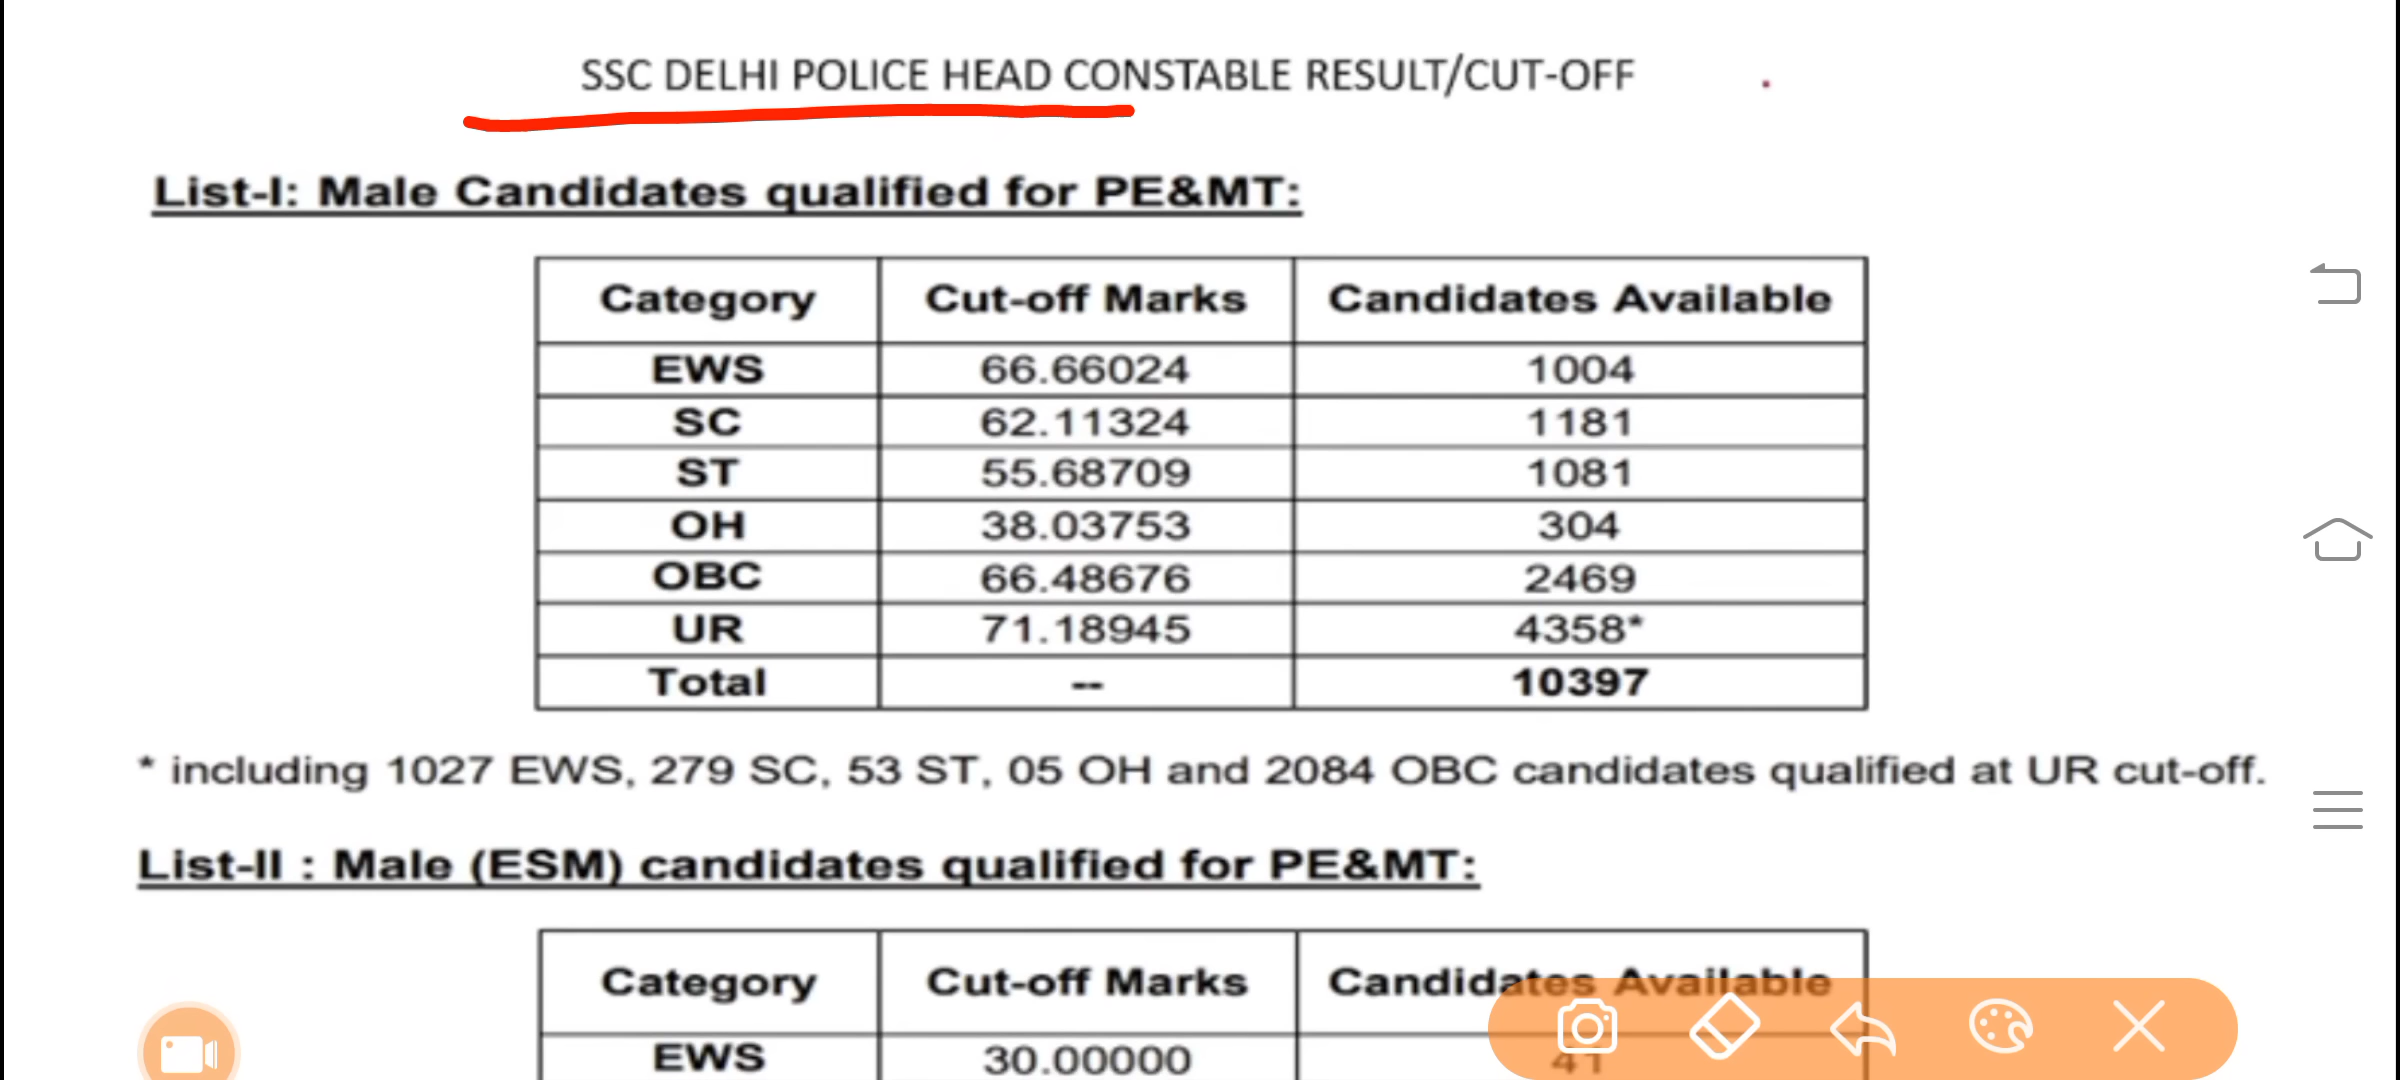 SSC DELHI POLICE HEAD CONSTABLE RESULT/CUT-OFF
List-I: Male Candidates qualified for PE&MT:
Category Cut-off Marks Candidates Available
EWS 66.66024 1004
SC 62.11324 1181
ST 55.68709 1081
OH 38.03753 304
OBC 66.48676 2469
UR 71.18945 4358*
Total -- 10397
* including 1027 EWS, 279 SC, 53 ST, 05 OH and 2084 OBC candidates qualified at UR cut-off.
List-II : Male (ESM) candidates qualified for PE&MT:
Category Cut-off Marks Candidates Available
EWS 30.00000 41